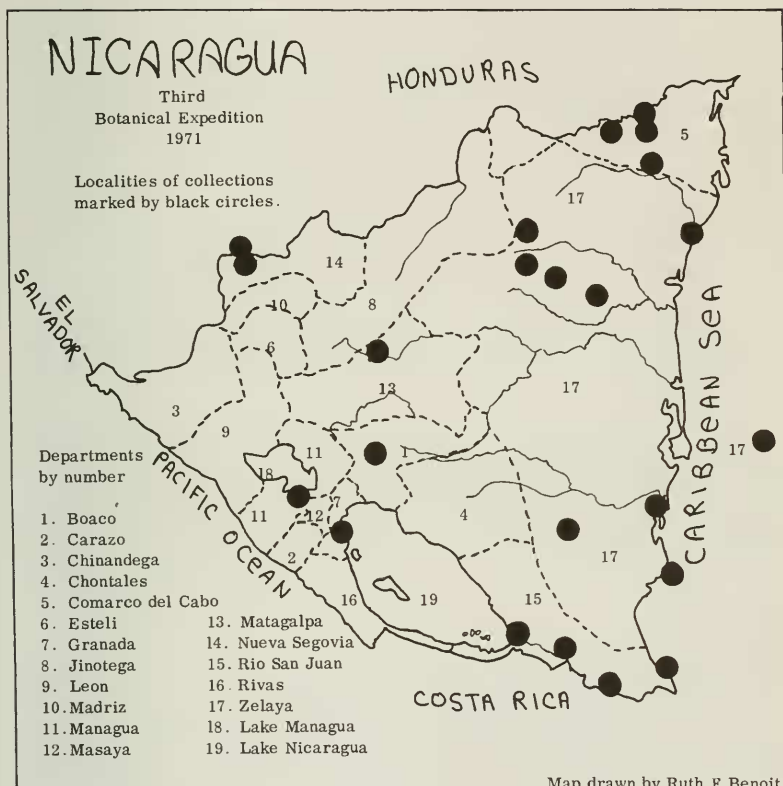 NICARAGUA
Third
Botanical Expedition
1971
Localities of collections
marked by black circles.
HONDURAS
EL
SALVADOR
PACIFIC OCEAN
CARIBBEAN SEA
COSTA RICA
5
17
14
10
8
6
13
17
3
9
11
1
17
18
7
12
4
11
2
17
16
19
15
Departments
by number
1. Boaco
2. Carazo
3. Chinandega
4. Chontales
5. Comarco del Cabo
6. Esteli
7. Granada
8. Jinotega
9. Leon
10. Madriz
11. Managua
12. Masaya
13. Matagalpa
14. Nueva Segovia
15. Rio San Juan
16. Rivas
17. Zelaya
18. Lake Managua
19. Lake Nicaragua
Map drawn by Ruth F Benoit